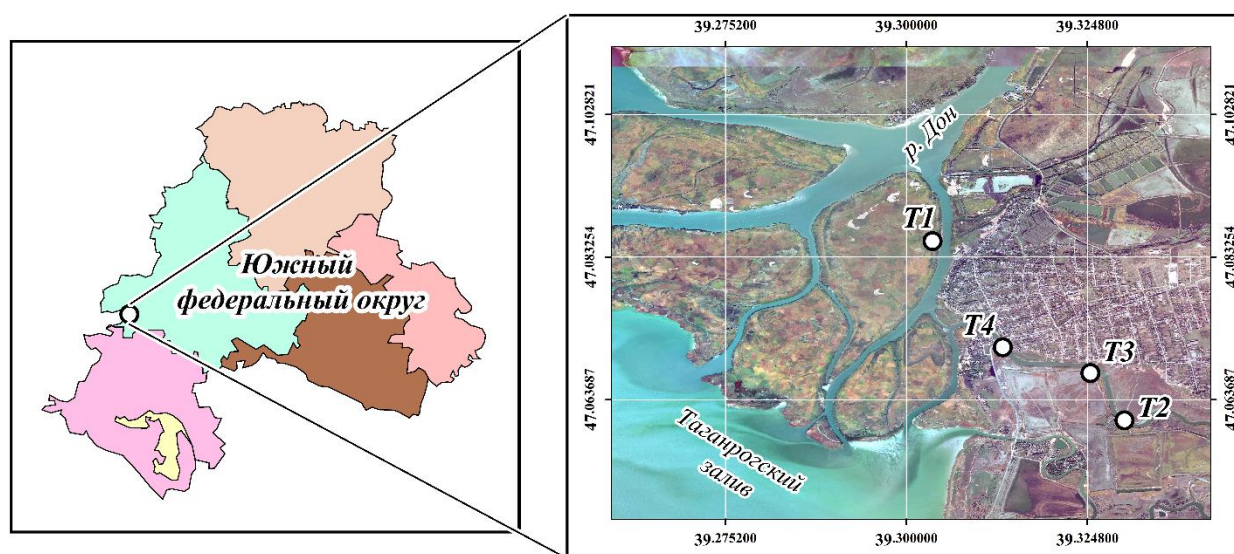 Южный
федеральный округ
39.275200 39.300000 39.324800
47.102821 47.102821
р. Дон
T1
47.083254 47.083254
T4
T3
47.063687 47.063687
T2
Таганрогский
залив
39.275200 39.300000 39.324800